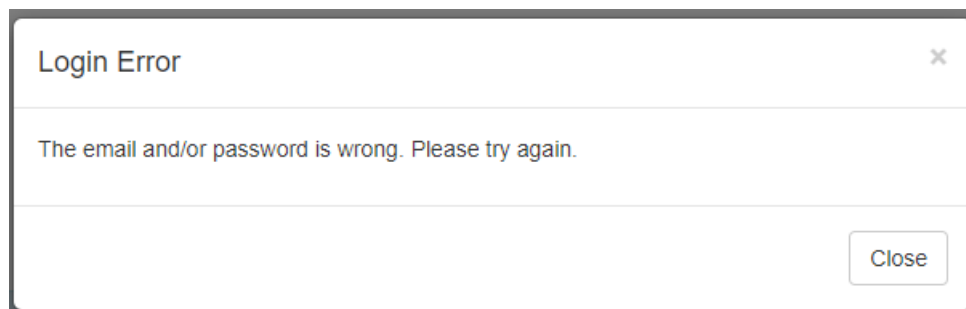 Login Error ×
The email and/or password is wrong. Please try again.
Close